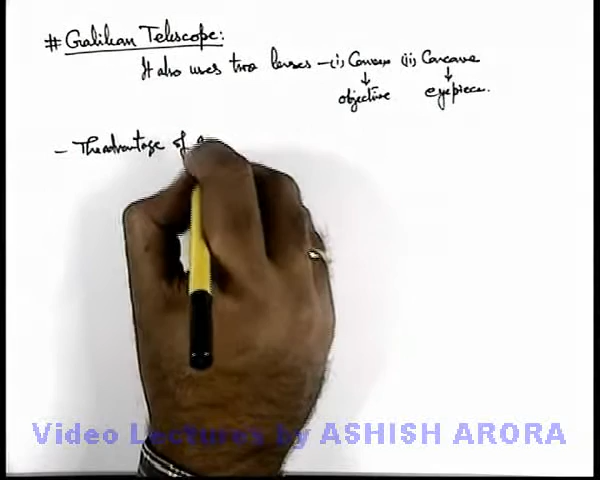 # Galilean Telescope:
It also uses two lenses – (i) Convex (ii) Concave
↓ ↓
objective eyepiece.
– The advantage of
Video Lectures by ASHISH ARORA